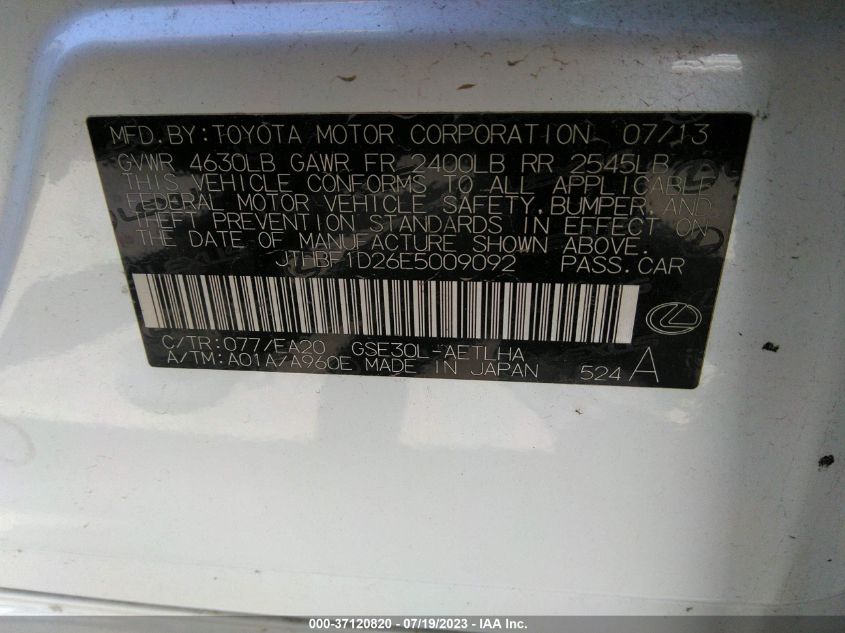 MFD.BY:TOYOTA MOTOR CORPORATION 07/13
GVWR 4630LB GAWR FR 2400LB RR 2545LB
THIS VEHICLE CONFORMS TO ALL APPLICABLE
FEDERAL MOTOR VEHICLE SAFETY,BUMPER,AND
THEFT PREVENTION STANDARDS IN EFFECT ON
THE DATE OF MANUFACTURE SHOWN ABOVE.
JTHBF1D26E5009092 PASS.CAR
C/TR:077/EA20 GSE30L-AETLHA
A/TM:A01A/A960E MADE IN JAPAN 524 A
000-37120820 - 07/19/2023 - IAA Inc.